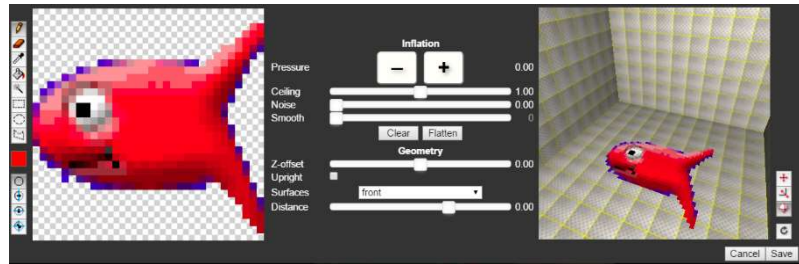 Inflation
Pressure − + 0.00
Ceiling 1.00
Noise 0.00
Smooth 0
Clear Flatten
Geometry
Z-offset 0.00
Upright
Surfaces front
Distance 0.00
Cancel Save